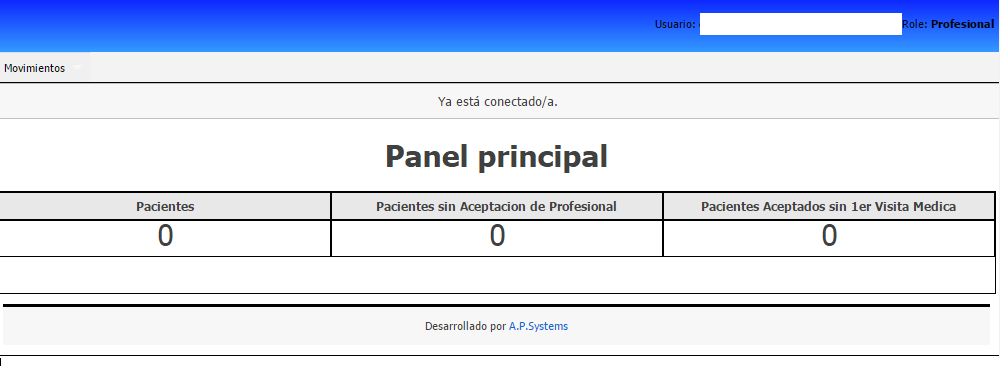 Usuario: Role: Profesional
Movimientos
Ya está conectado/a.
Panel principal
Pacientes Pacientes sin Aceptacion de Profesional Pacientes Aceptados sin 1er Visita Medica
0 0 0
Desarrollado por A.P.Systems